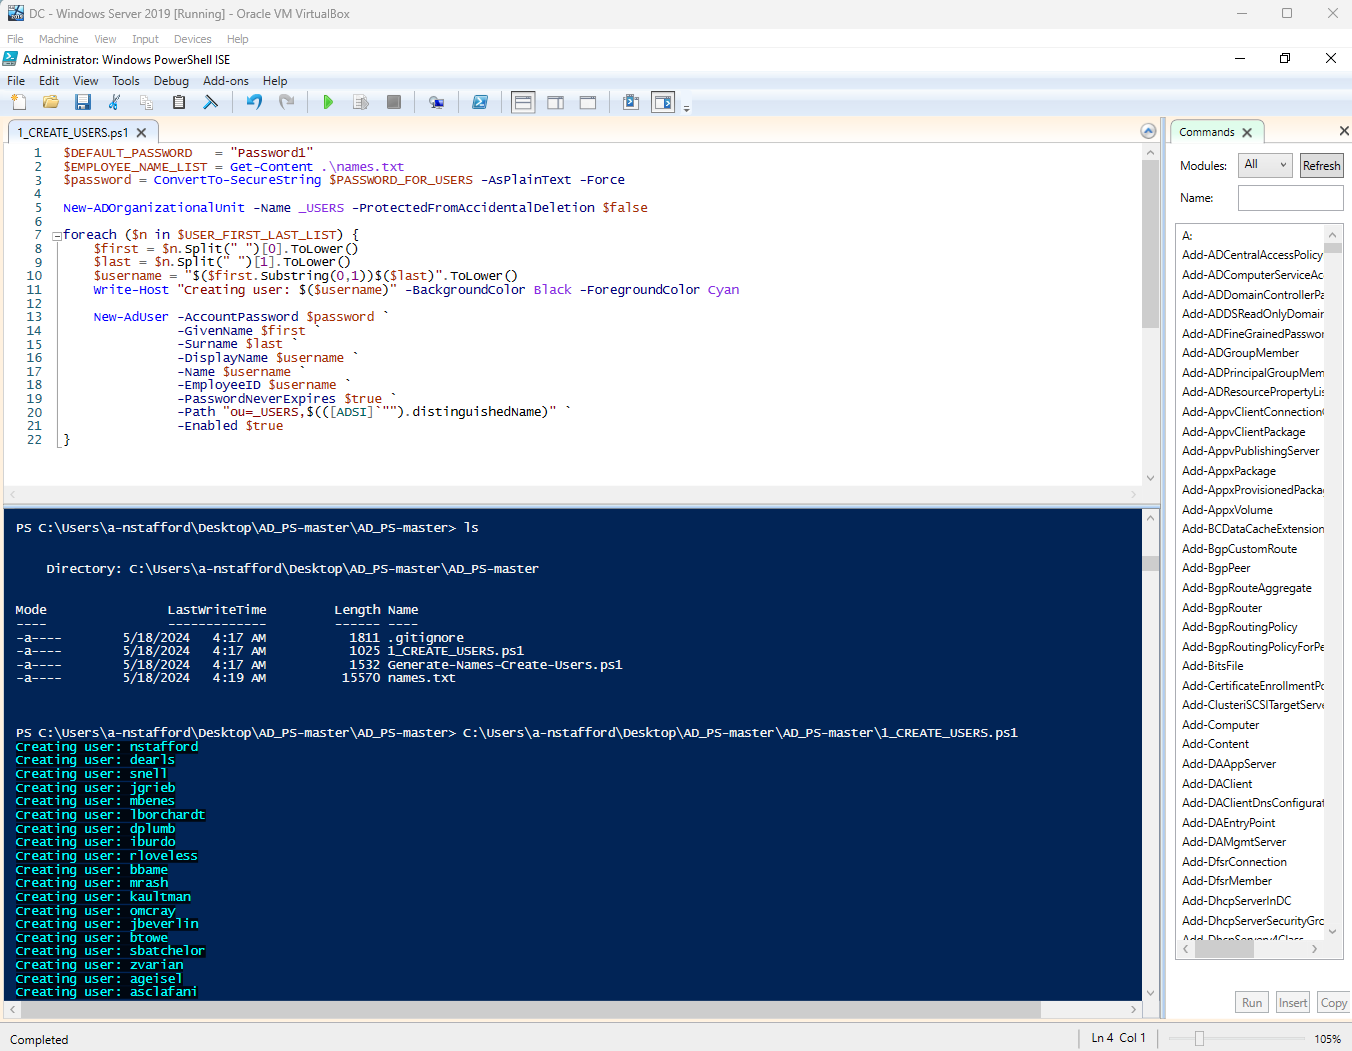 DC - Windows Server 2019 [Running] - Oracle VM VirtualBox
File Machine View Input Devices Help
Administrator: Windows PowerShell ISE
File Edit View Tools Debug Add-ons Help
1_CREATE_USERS.ps1
1 $DEFAULT_PASSWORD = "Password1"
2 $EMPLOYEE_NAME_LIST = Get-Content .\names.txt
3 $password = ConvertTo-SecureString $PASSWORD_FOR_USERS -AsPlainText -Force
4
5 New-ADOrganizationalUnit -Name _USERS -ProtectedFromAccidentalDeletion $false
6
7 foreach ($n in $USER_FIRST_LAST_LIST) {
8 $first = $n.Split(" ")[0].ToLower()
9 $last = $n.Split(" ")[1].ToLower()
10 $username = "$($first.Substring(0,1))$($last)".ToLower()
11 Write-Host "Creating user: $($username)" -BackgroundColor Black -ForegroundColor Cyan
12
13 New-AdUser -AccountPassword $password `
14 -GivenName $first `
15 -Surname $last `
16 -DisplayName $username `
17 -Name $username `
18 -EmployeeID $username `
19 -PasswordNeverExpires $true `
20 -Path "ou=_USERS,$(([ADSI]`"").distinguishedName)" `
21 -Enabled $true
22 }
PS C:\Users\a-nstafford\Desktop\AD_PS-master\AD_PS-master> ls
Directory: C:\Users\a-nstafford\Desktop\AD_PS-master\AD_PS-master
Mode LastWriteTime Length Name
---- ------------- ------ ----
-a---- 5/18/2024 4:17 AM 1811 .gitignore
-a---- 5/18/2024 4:17 AM 1025 1_CREATE_USERS.ps1
-a---- 5/18/2024 4:17 AM 1532 Generate-Names-Create-Users.ps1
-a---- 5/18/2024 4:19 AM 15570 names.txt
PS C:\Users\a-nstafford\Desktop\AD_PS-master\AD_PS-master> C:\Users\a-nstafford\Desktop\AD_PS-master\AD_PS-master\1_CREATE_USERS.ps1
Creating user: nstafford
Creating user: dearls
Creating user: snell
Creating user: jgrieb
Creating user: mbenes
Creating user: lborchardt
Creating user: dplumb
Creating user: iburdo
Creating user: rloveless
Creating user: bbame
Creating user: mrash
Creating user: kaultman
Creating user: omcray
Creating user: jbeverlin
Creating user: btowe
Creating user: sbatchelor
Creating user: zvarian
Creating user: ageisel
Creating user: asclafani
Commands
Modules: All Refresh
Name:
A:
Add-ADCentralAccessPolicy
Add-ADComputerServiceAc
Add-ADDomainControllerPa
Add-ADDSReadOnlyDomain
Add-ADFineGrainedPasswor
Add-ADGroupMember
Add-ADPrincipalGroupMem
Add-ADResourcePropertyLis
Add-AppvClientConnection
Add-AppvClientPackage
Add-AppvPublishingServer
Add-AppxPackage
Add-AppxProvisionedPacka
Add-AppxVolume
Add-BCDataCacheExtension
Add-BgpCustomRoute
Add-BgpPeer
Add-BgpRouteAggregate
Add-BgpRouter
Add-BgpRoutingPolicy
Add-BgpRoutingPolicyForPe
Add-BitsFile
Add-CertificateEnrollmentPo
Add-ClusteriSCSITargetServe
Add-Computer
Add-Content
Add-DAAppServer
Add-DAClient
Add-DAClientDnsConfigurat
Add-DAEntryPoint
Add-DAMgmtServer
Add-DfsrConnection
Add-DfsrMember
Add-DhcpServerInDC
Add-DhcpServerSecurityGrc
Add-DhcpServerv4Class
Run Insert Copy
Completed
Ln 4 Col 1
105%